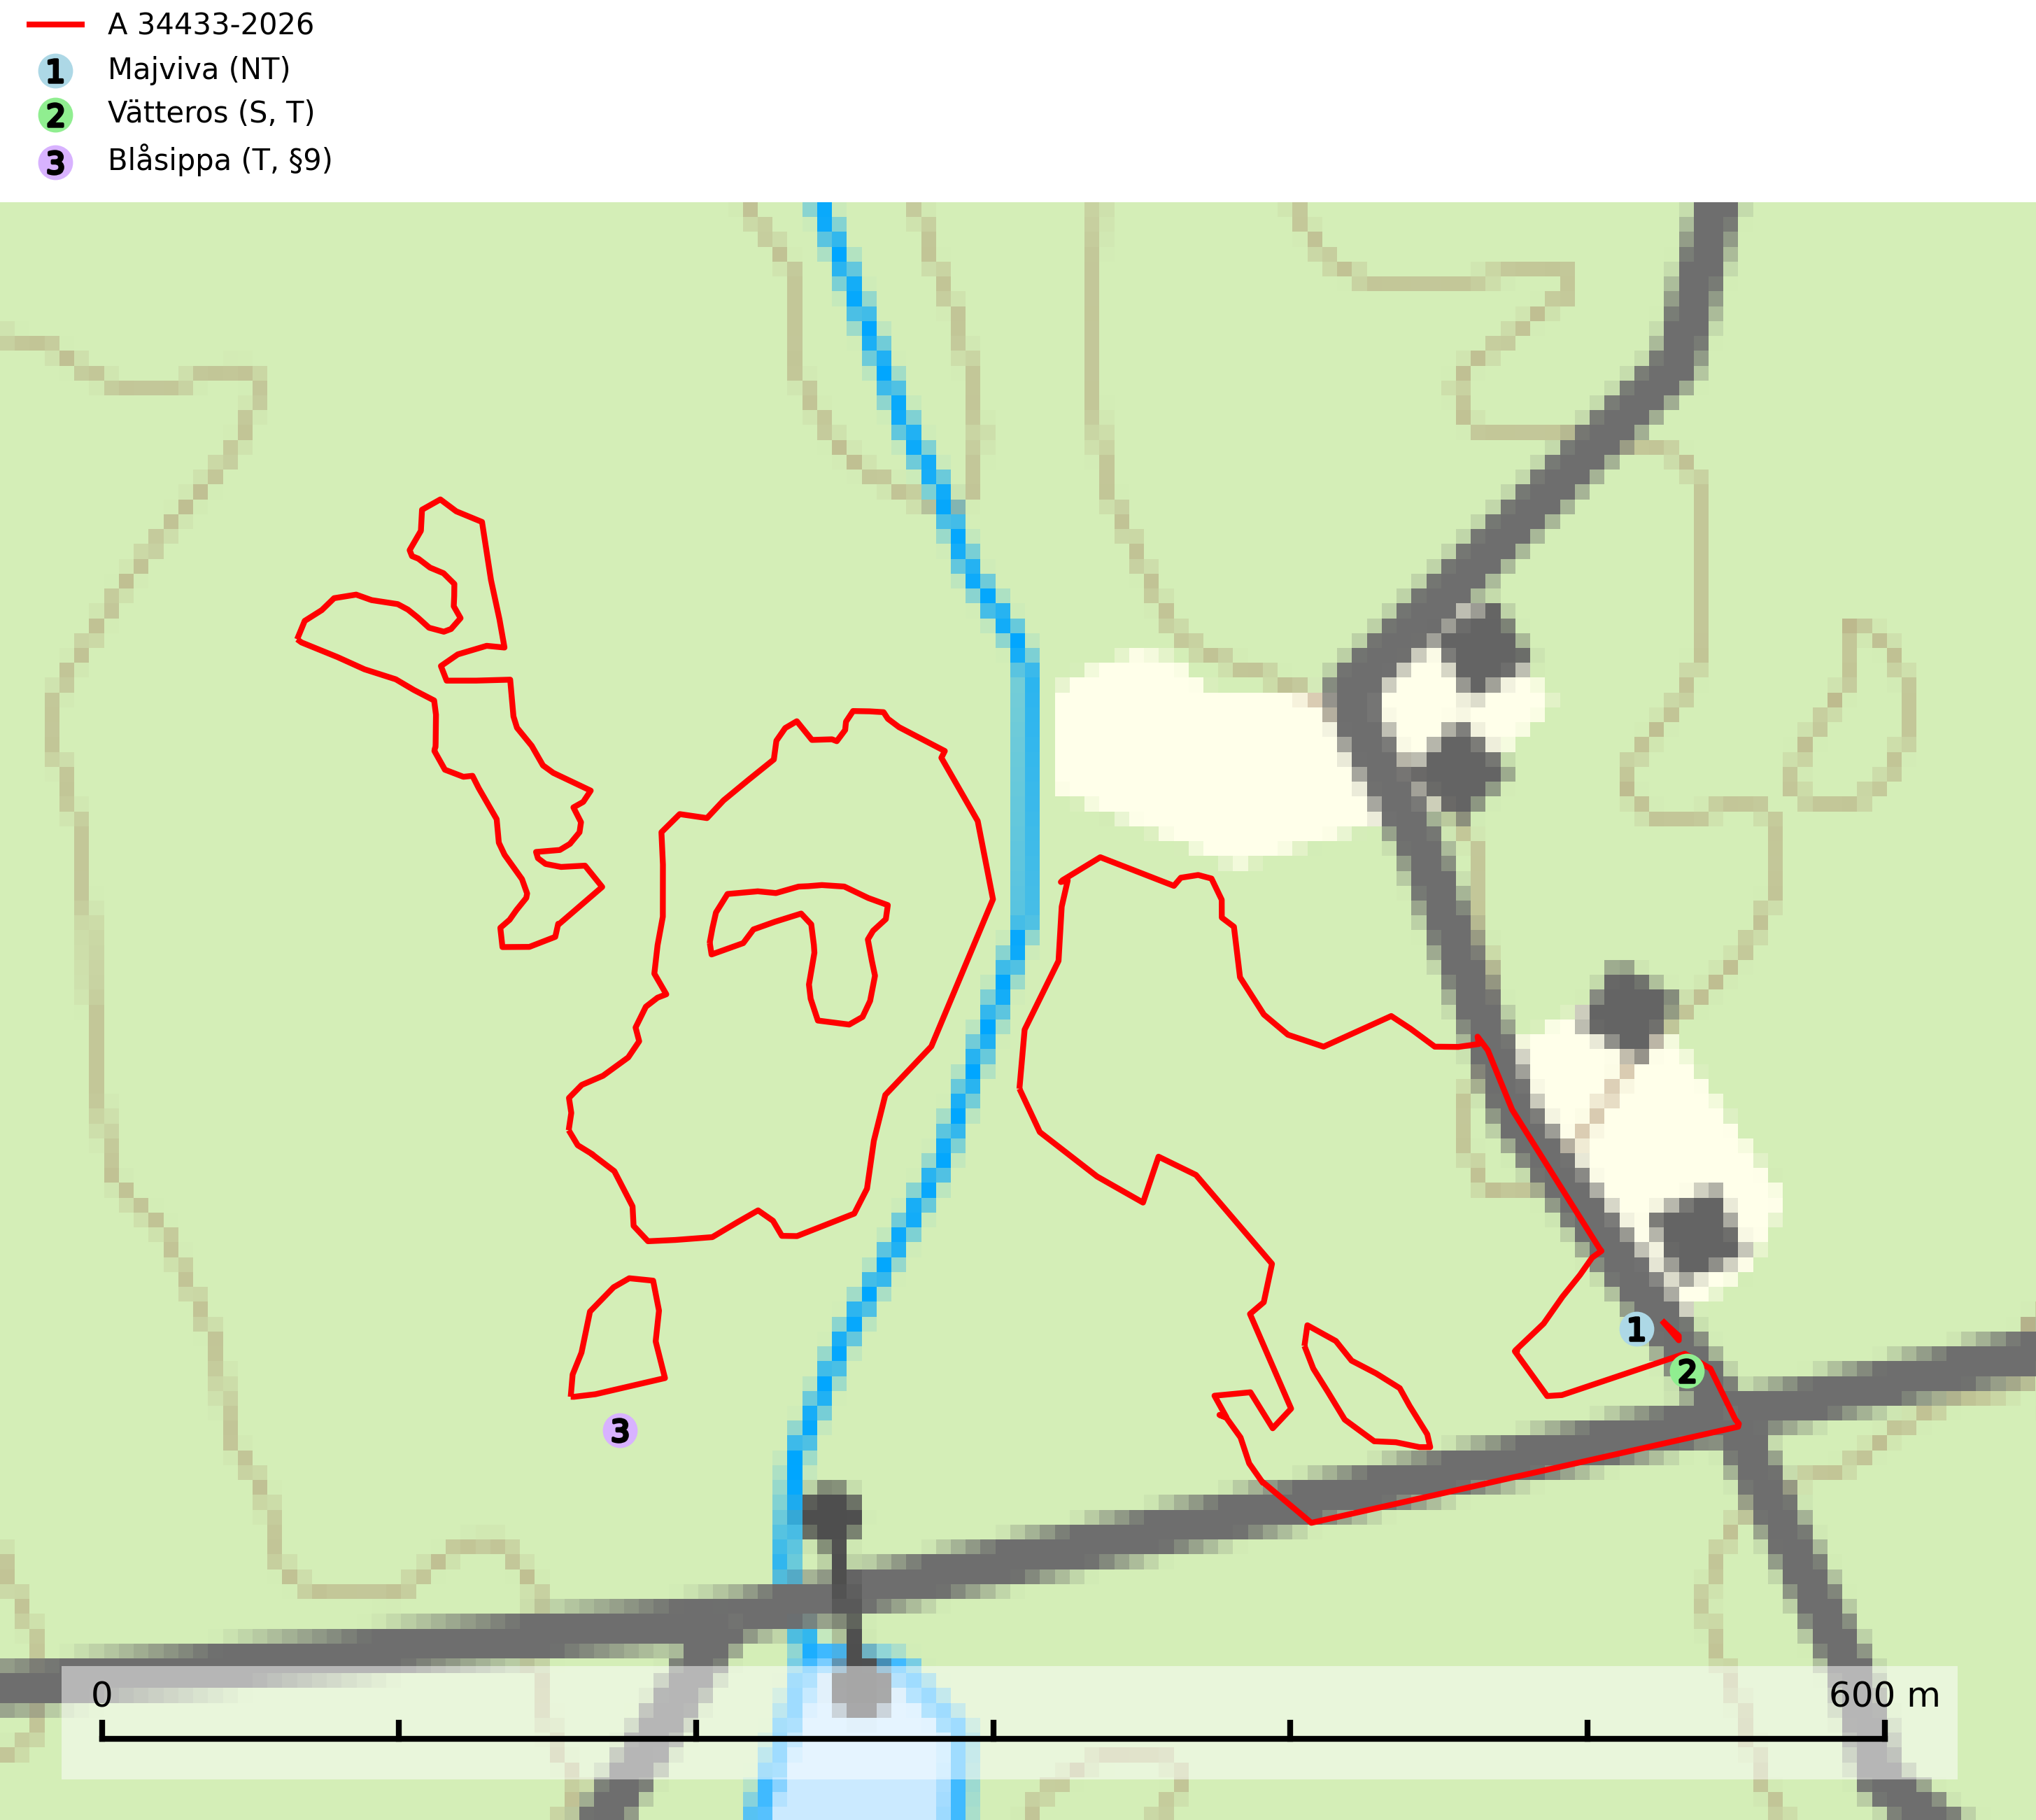 A 34433-2026
1 Majviva (NT)
2 Vätteros (S, T)
3 Blåsippa (T, §9)
1
2
3
0 600 m